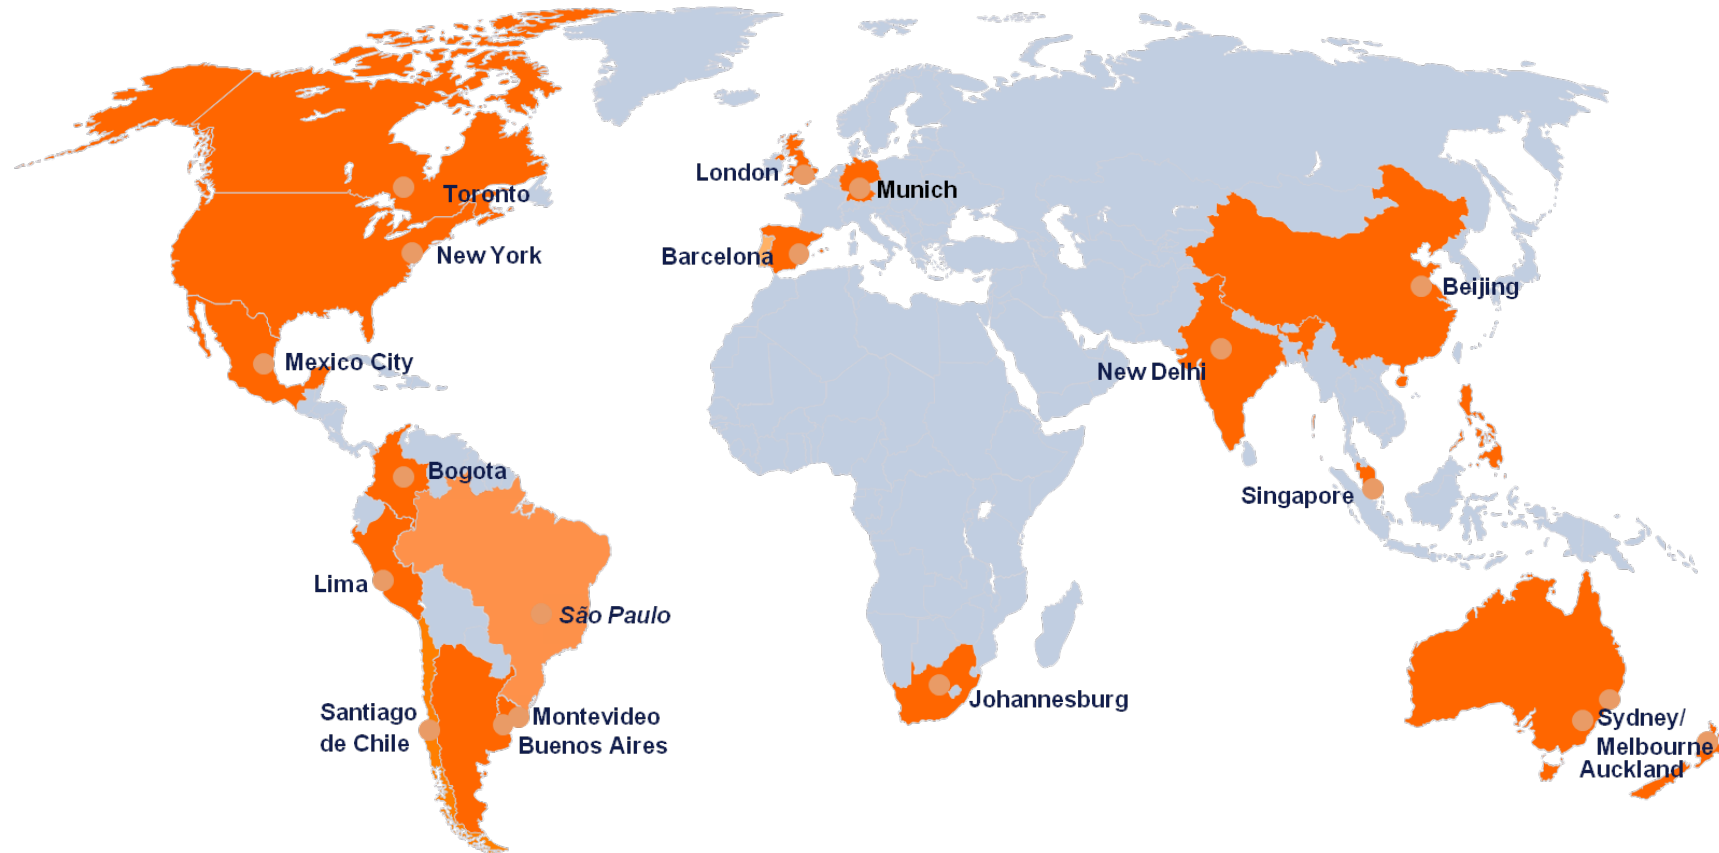 London
Munich
Toronto
New York
Barcelona
Beijing
Mexico City
New Delhi
Bogota
Singapore
Lima
São Paulo
Johannesburg
Santiago
de Chile
Montevideo
Buenos Aires
Sydney/
Melbourne
Auckland